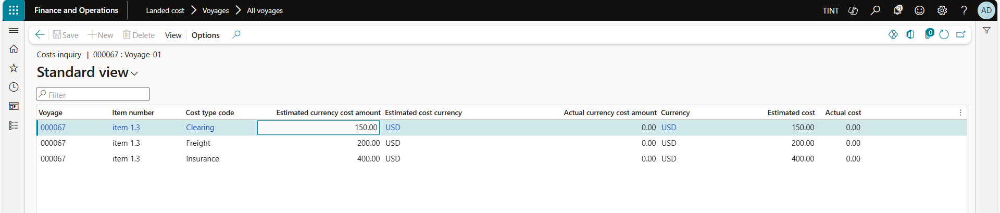 Finance and Operations Landed cost Voyages All voyages TINT 20 ? AD
Save New Delete View Options 0
Costs inquiry | 000067 : Voyage-01
Standard view
Filter
Voyage Item number Cost type code Estimated currency cost amount Estimated cost currency Actual currency cost amount Currency Estimated cost Actual cost
000067 item 1.3 Clearing 150.00 USD 0.00 USD 150.00 0.00
000067 item 1.3 Freight 200.00 USD 0.00 USD 200.00 0.00
000067 item 1.3 Insurance 400.00 USD 0.00 USD 400.00 0.00